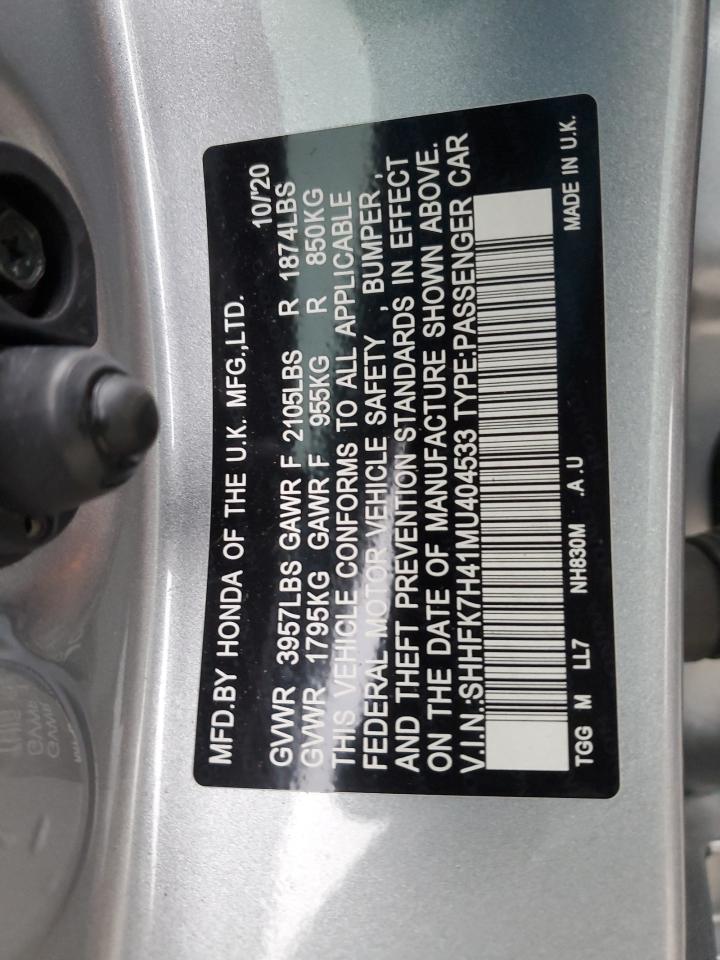 MFD.BY HONDA OF THE U.K. MFG.,LTD. 10/'20
GVWR 3957LBS GAWR F 2105LBS R 1874LBS
GVWR 1795KG GAWR F 955KG R 850KG
THIS VEHICLE CONFORMS TO ALL APPLICABLE
FEDERAL MOTOR VEHICLE SAFETY , BUMPER ,
AND THEFT PREVENTION STANDARDS IN EFFECT
ON THE DATE OF MANUFACTURE SHOWN ABOVE.
V.I.N.:SHHFK7H41MU404533 TYPE:PASSENGER CAR
TGG M LL7 NH830M .A.U MADE IN U.K.